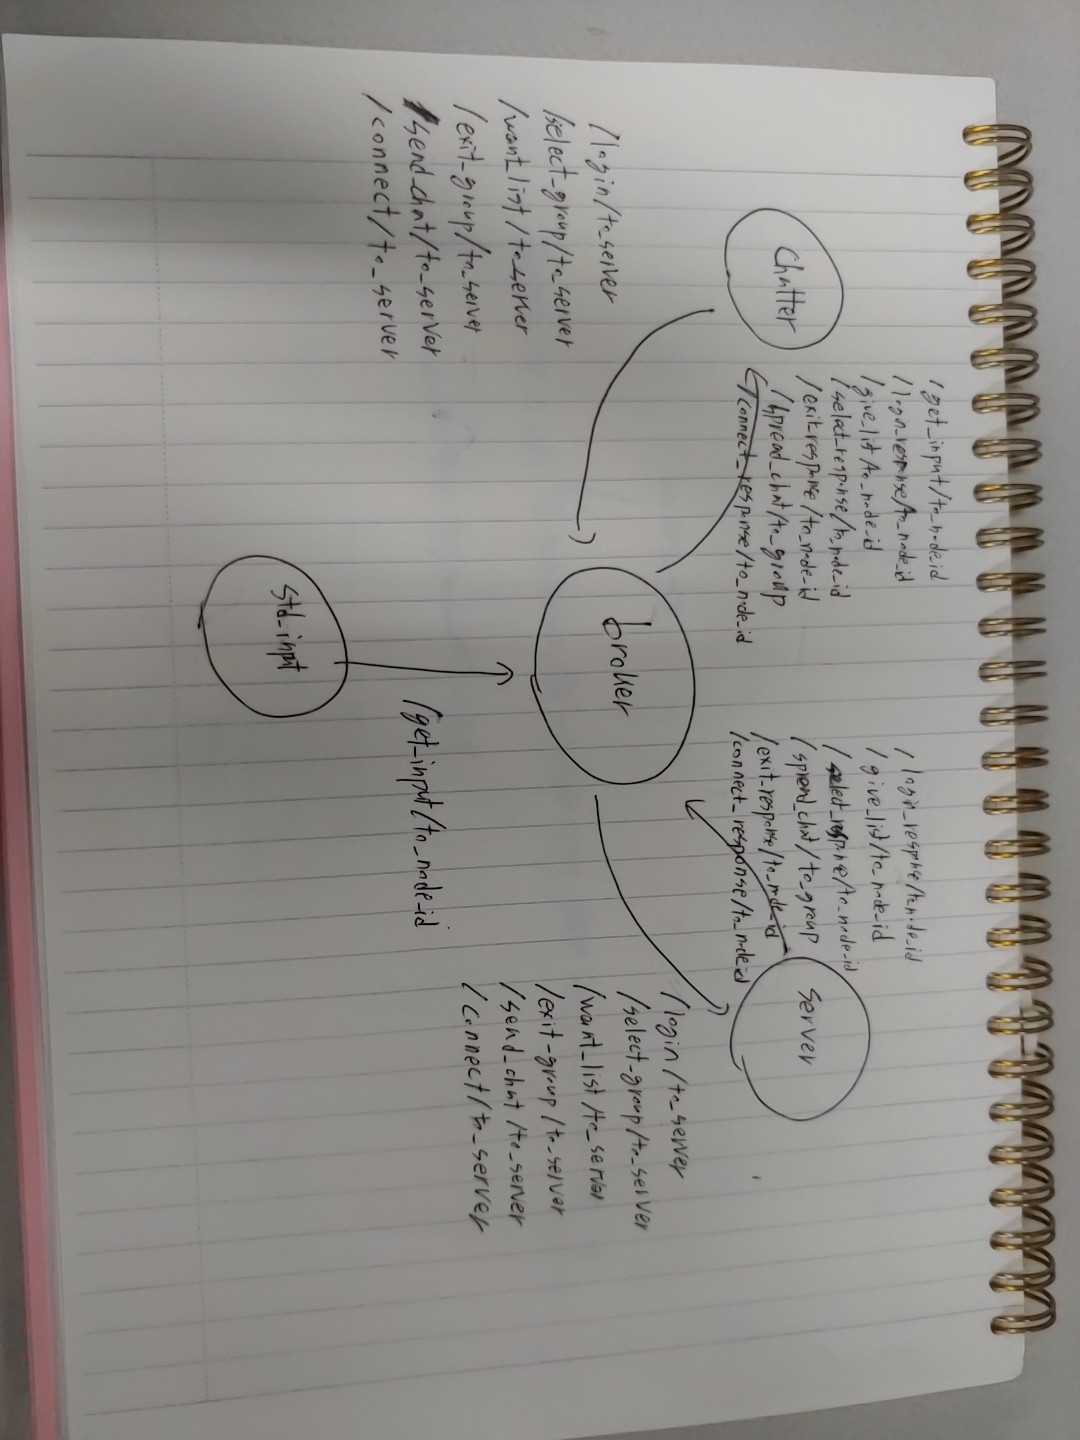 /get_input/to_node_id
/login_response/to_node_id
/give_list/to_node_id
/select_response/to_node_id
/exit_response/to_node_id
/spread_chat/to_group
/connect_response/to_node_id
/login_response/to_node_id
/give_list/to_node_id
/select_response/to_node_id
/spread_chat/to_group
/exit_response/to_node_id
/connect_response/to_node_id
chatter
server
broker
/login/to_server
/select_group/to_server
/want_list/to_server
/exit_group/to_server
/send_chat/to_server
/connect/to_server
/login/to_server
/select_group/to_server
/want_list/to_server
/exit-group/to_server
/send_chat/to_server
/connect/to_server
/get_input/to_node_id
std_input